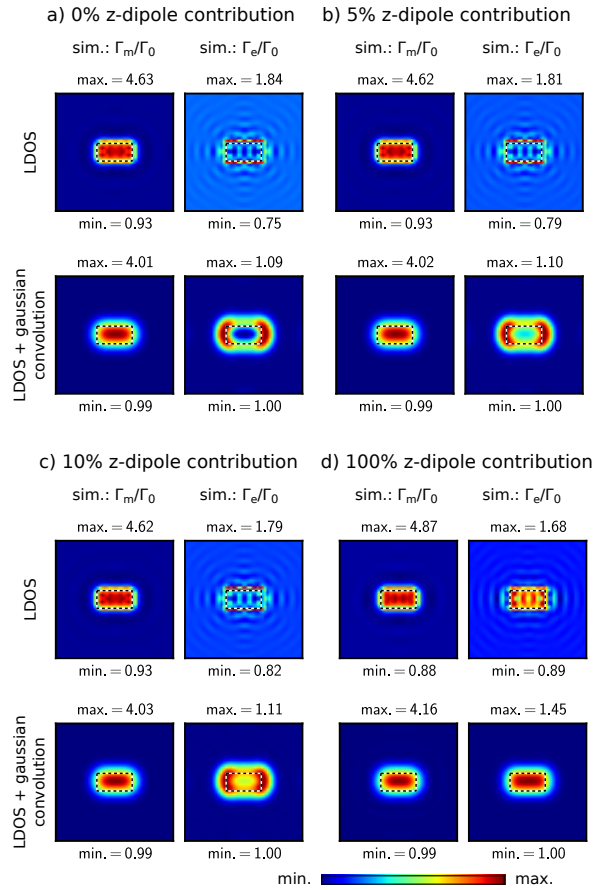 a) 0% z-dipole contribution
b) 5% z-dipole contribution
sim.: Γm/Γ0
sim.: Γe/Γ0
sim.: Γm/Γ0
sim.: Γe/Γ0
max. = 4.63
max. = 1.84
max. = 4.62
max. = 1.81
LDOS
min. = 0.93
min. = 0.75
min. = 0.93
min. = 0.79
max. = 4.01
max. = 1.09
max. = 4.02
max. = 1.10
LDOS + gaussian
convolution
min. = 0.99
min. = 1.00
min. = 0.99
min. = 1.00
c) 10% z-dipole contribution
d) 100% z-dipole contribution
sim.: Γm/Γ0
sim.: Γe/Γ0
sim.: Γm/Γ0
sim.: Γe/Γ0
max. = 4.62
max. = 1.79
max. = 4.87
max. = 1.68
LDOS
min. = 0.93
min. = 0.82
min. = 0.88
min. = 0.89
max. = 4.03
max. = 1.11
max. = 4.16
max. = 1.45
LDOS + gaussian
convolution
min. = 0.99
min. = 1.00
min. = 0.99
min. = 1.00
min.
max.